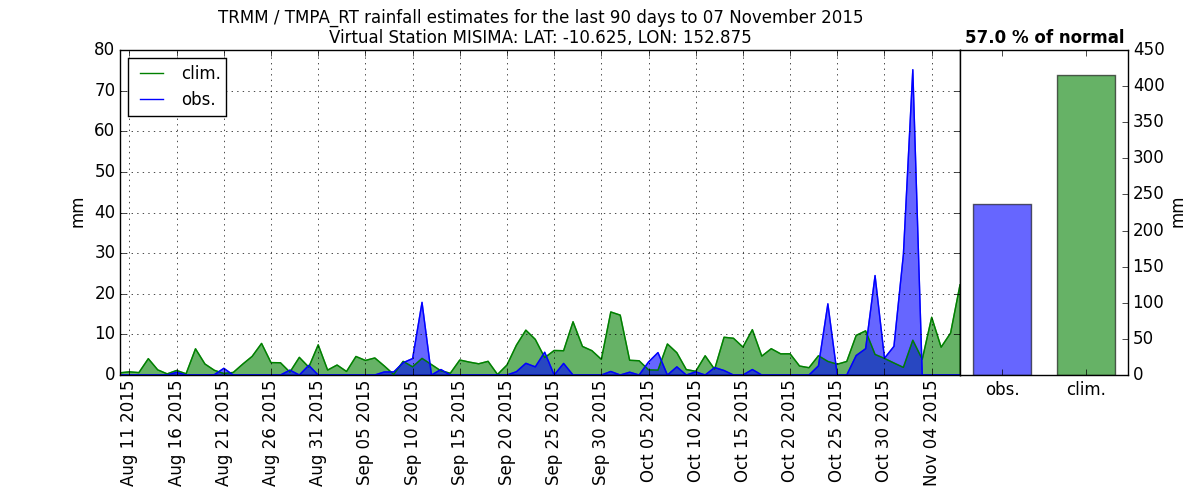 TRMM / TMPA_RT rainfall estimates for the last 90 days to 07 November 2015
Virtual Station MISIMA: LAT: -10.625, LON: 152.875
57.0 % of normal
clim.
obs.
mm
80
70
60
50
40
30
20
10
0
Aug 11 2015
Aug 16 2015
Aug 21 2015
Aug 26 2015
Aug 31 2015
Sep 05 2015
Sep 10 2015
Sep 15 2015
Sep 20 2015
Sep 25 2015
Sep 30 2015
Oct 05 2015
Oct 10 2015
Oct 15 2015
Oct 20 2015
Oct 25 2015
Oct 30 2015
Nov 04 2015
obs.
clim.
450
400
350
300
250
200
150
100
50
0
mm